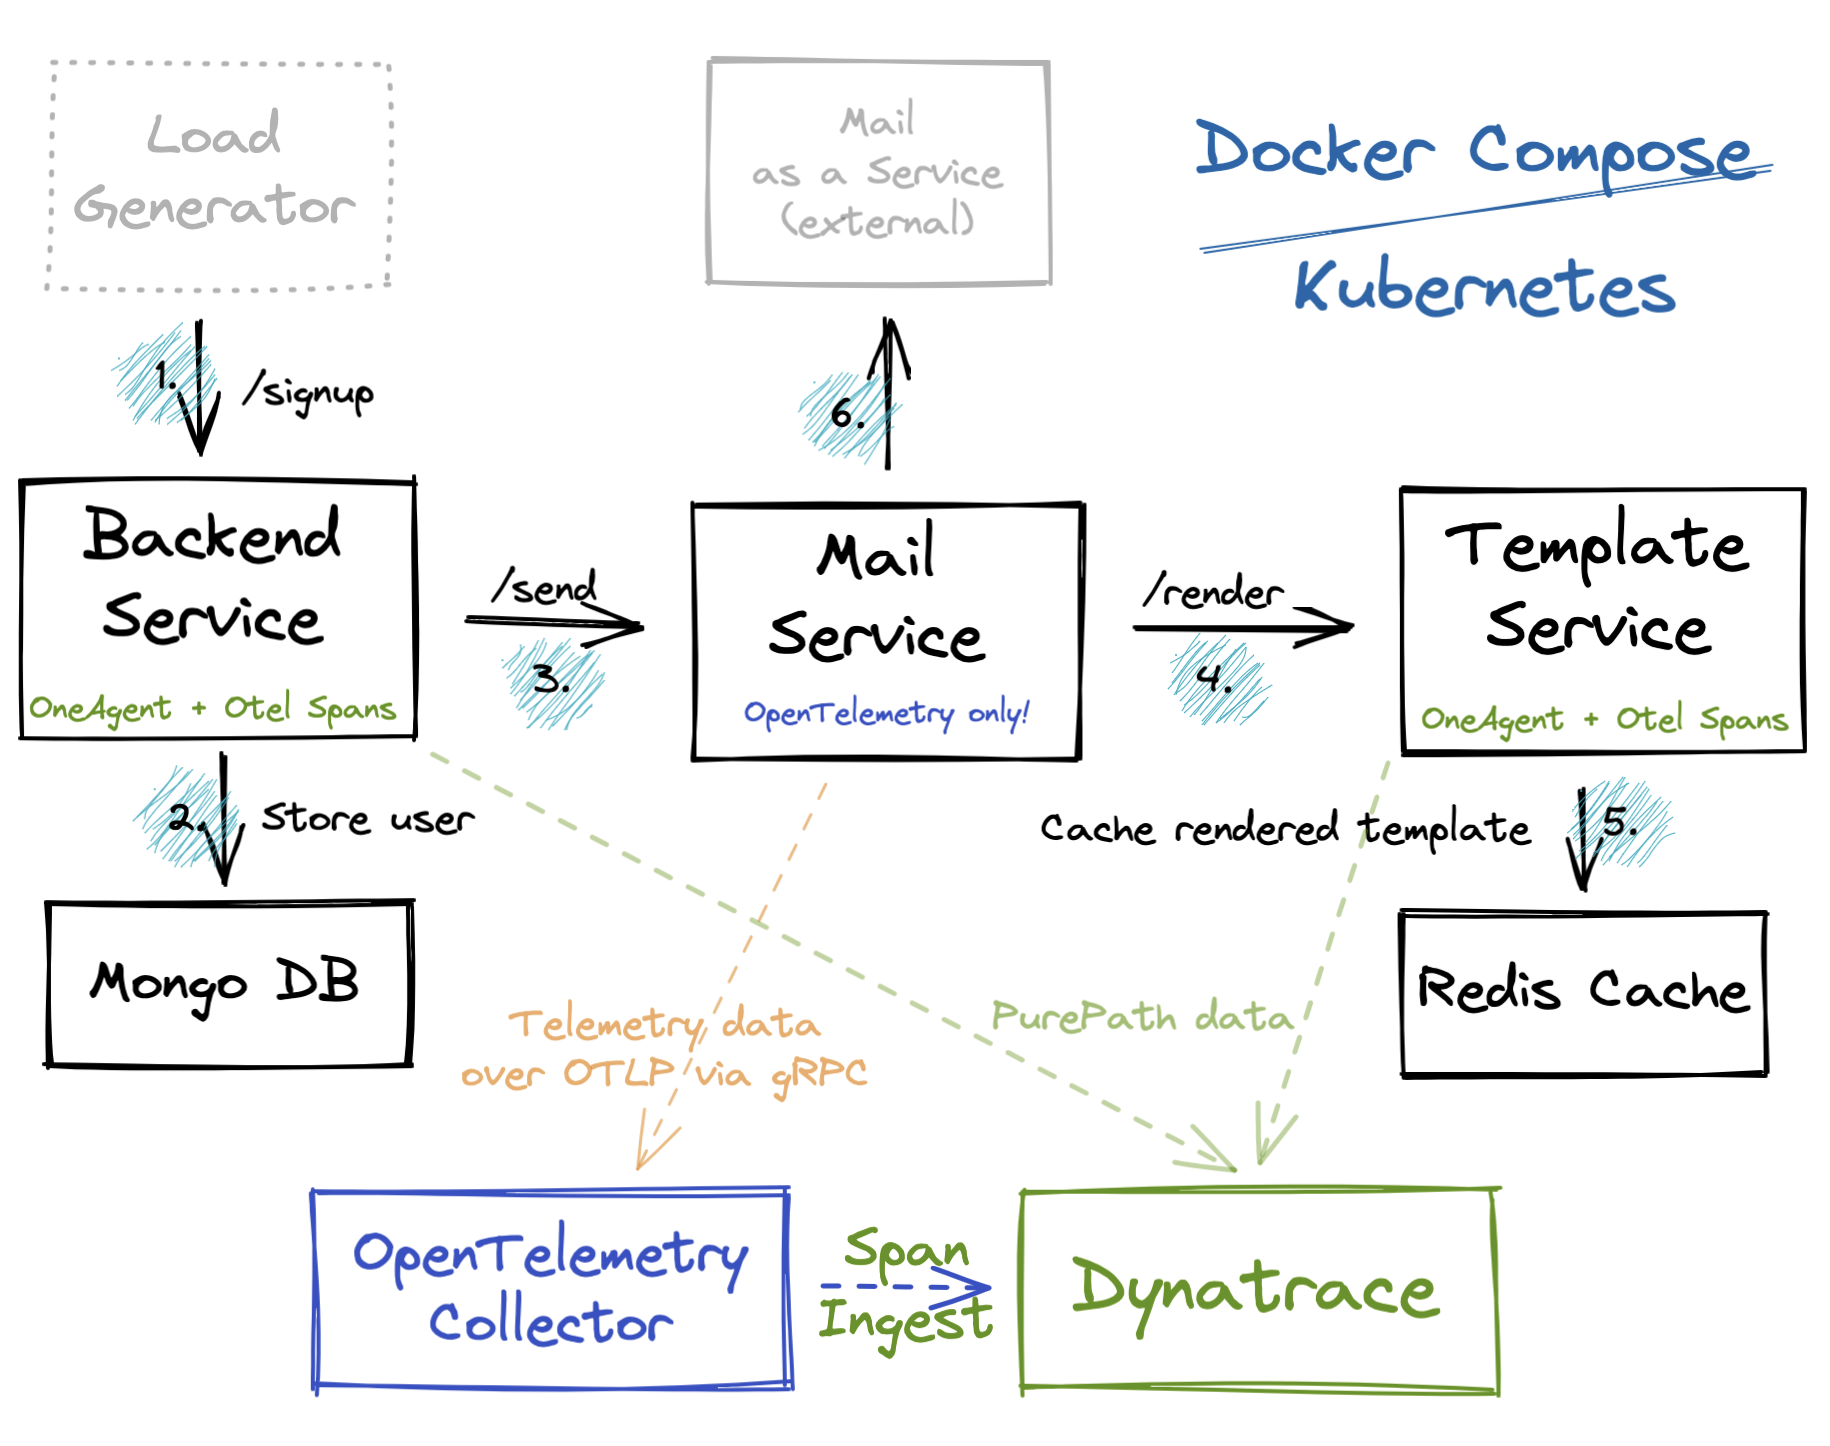 Load
Generator
Mail
as a Service
(external)
Docker Compose
Kubernetes
1.
/signup
6.
Backend
Service
OneAgent + Otel Spans
/send
3.
Mail
Service
OpenTelemetry only!
/render
4.
Template
Service
OneAgent + Otel Spans
2.
Store user
Cache rendered template
5.
Mongo DB
Redis Cache
Telemetry data
over OTLP via gRPC
PurePath data
OpenTelemetry
Collector
Span
Ingest
Dynatrace